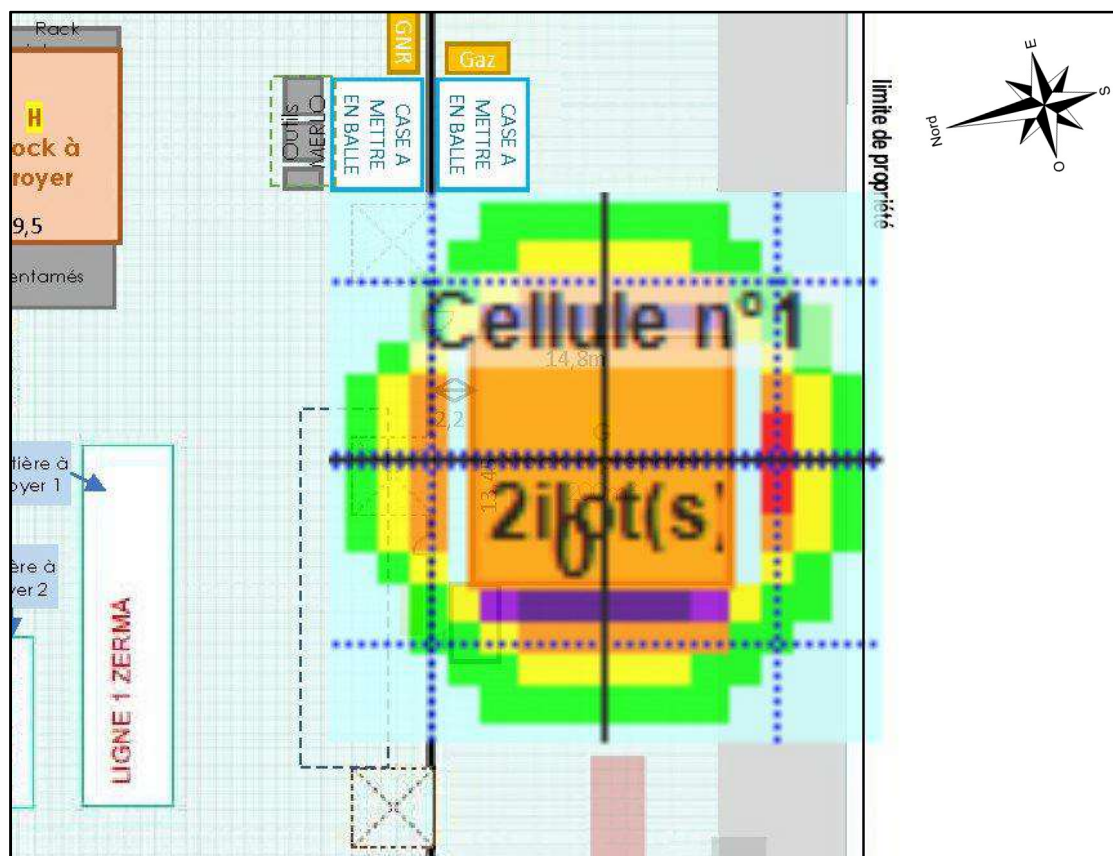 Rack
H
ock à
royer
9,5
entamés
Outils
MERLO
GNR
Gaz
CASE A
METTRE
EN BALLE
CASE A
METTRE
EN BALLE
limite de propriété
E
S
O
Nord
Cellule n°1
14,8m
2,2
G
13,45
2ilot(s)
0
tière à
oyer 1
ère à
yer 2
LIGNE 1 ZERMA